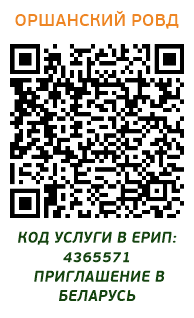 ОРШАНСКИЙ РОВД
КОД УСЛУГИ В ЕРИП:
4365571
ПРИГЛАШЕНИЕ В
БЕЛАРУСЬ